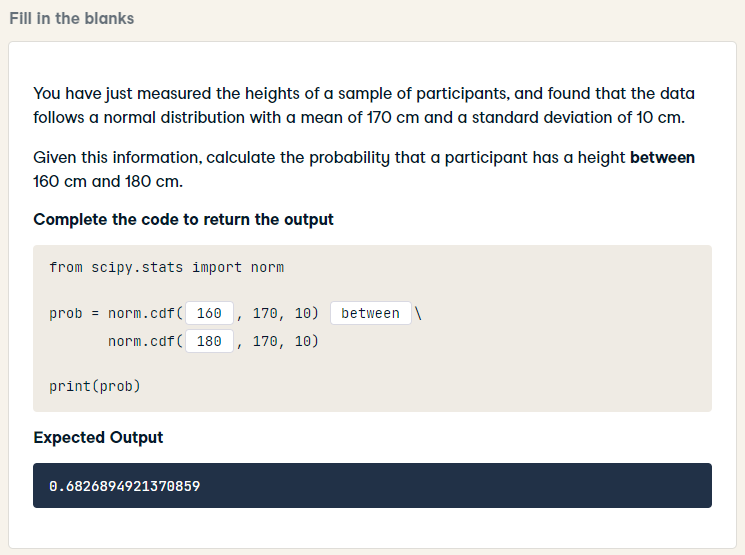 Fill in the blanks
You have just measured the heights of a sample of participants, and found that the data
follows a normal distribution with a mean of 170 cm and a standard deviation of 10 cm.
Given this information, calculate the probability that a participant has a height between
160 cm and 180 cm.
Complete the code to return the output
from scipy.stats import norm
prob = norm.cdf( 160 , 170, 10) between \
norm.cdf( 180 , 170, 10)
print(prob)
Expected Output
0.6826894921370859